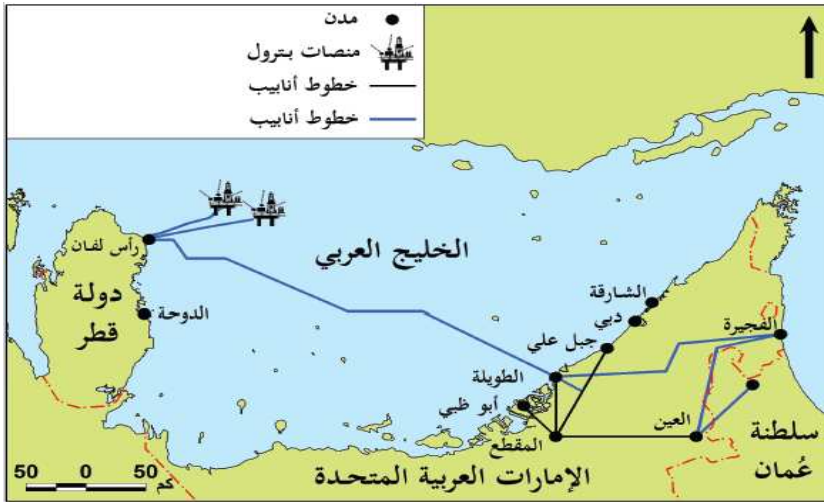 مدن
منصات بترول
خطوط أنابيب
خطوط أنابيب
رأس لفان
الخليج العربي
دولة
قطر
الدوحة
الشارقة
دبي
جبل علي
الفجيرة
الطويلة
أبو ظبي
المقطع
العين
سلطنة
عُمان
الإمارات العربية المتحدة
50 0 50
كم